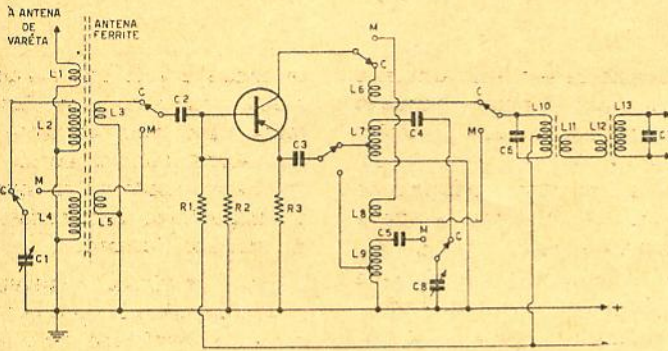 À ANTENA
DE
VARÊTA
ANTENA
FERRITE
L1
L2
L3
L4
L5
C
M
C1
C
M
C2
R1
R2
R3
C3
M
C
L6
L7
L8
L9
C4
C5
M
C
C8
C
M
C6
L10
L11
L12
L13
C
+
-